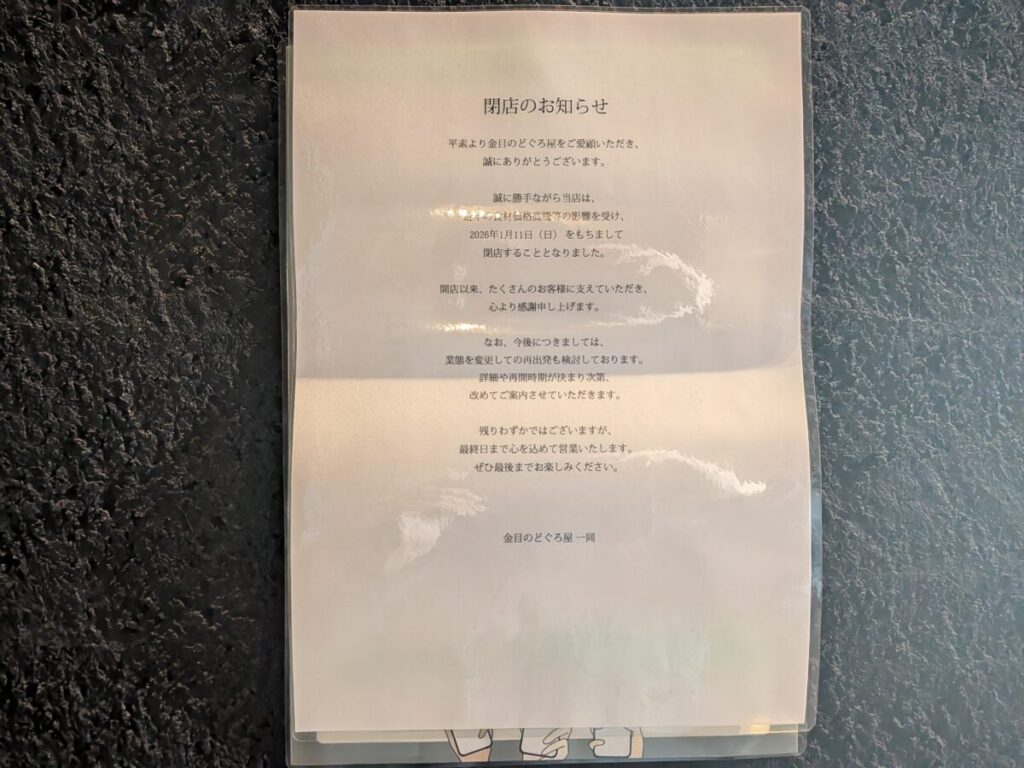 閉店のお知らせ
平素より金目のどぐろ屋をご愛顧いただき、
誠にありがとうございます。
誠に勝手ながら当店は、
近年の食材価格高騰等の影響を受け、
2026年1月11日（日） をもちまして
閉店することとなりました。
開店以来、たくさんのお客様に支えていただき、
心より感謝申し上げます。
なお、今後につきましては、
業態を変更しての再出発も検討しております。
詳細や再開時期が決まり次第、
改めてご案内させていただきます。
残りわずかではございますが、
最終日まで心を込めて営業いたします。
ぜひ最後までお楽しみください。
金目のどぐろ屋 一同